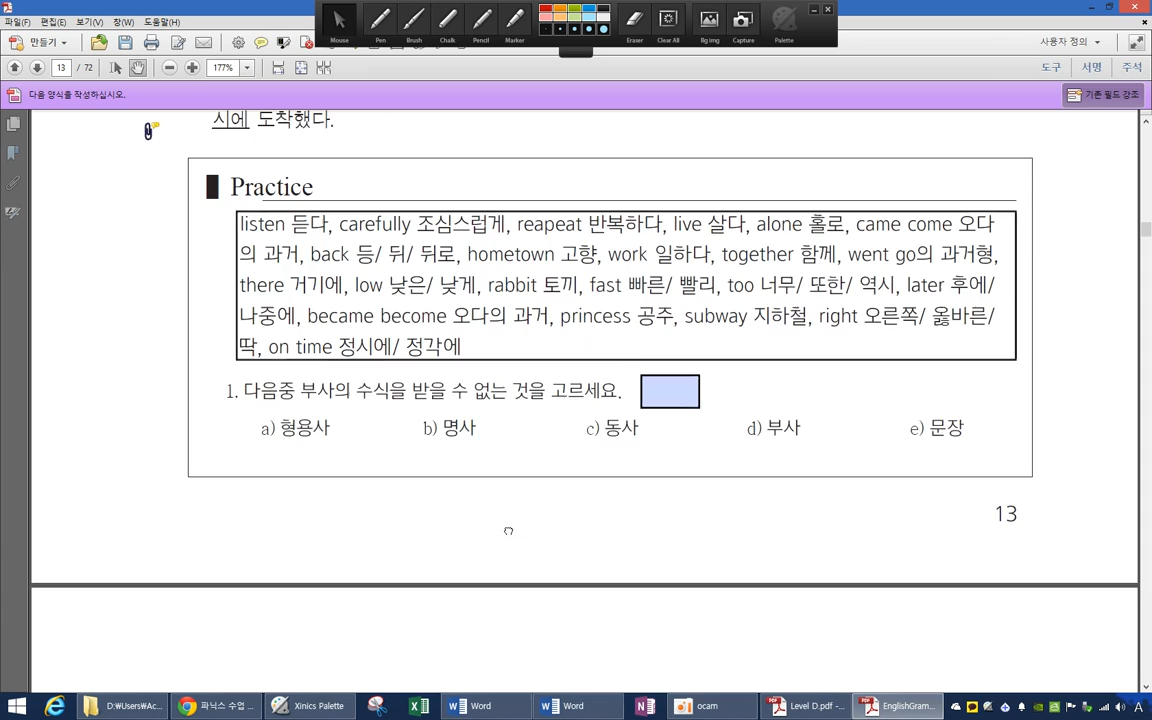 파일(F) 편집(E) 보기(V) 창(W) 도움말(H)
Mouse Pen Brush Chalk Pencil Marker Eraser Clear All Bg img Capture Palette
만들기 사용자 정의
13 / 72 177% 도구 서명 주석
다음 양식을 작성하십시오. 기존 필드 강조
시에 도착했다.
Practice
listen 듣다, carefully 조심스럽게, reapeat 반복하다, live 살다, alone 홀로, came come 오다
의 과거, back 등/ 뒤/ 뒤로, hometown 고향, work 일하다, together 함께, went go의 과거형,
there 거기에, low 낮은/ 낮게, rabbit 토끼, fast 빠른/ 빨리, too 너무/ 또한/ 역시, later 후에/
나중에, became become 오다의 과거, princess 공주, subway 지하철, right 오른쪽/ 옳바른/
딱, on time 정시에/ 정각에
1. 다음중 부사의 수식을 받을 수 없는 것을 고르세요.
a) 형용사 b) 명사 c) 동사 d) 부사 e) 문장
13
D:₩Users₩Ac... 파닉스 수업 ... Xinics Palette Word Word ocam Level D.pdf -... EnglishGram... A